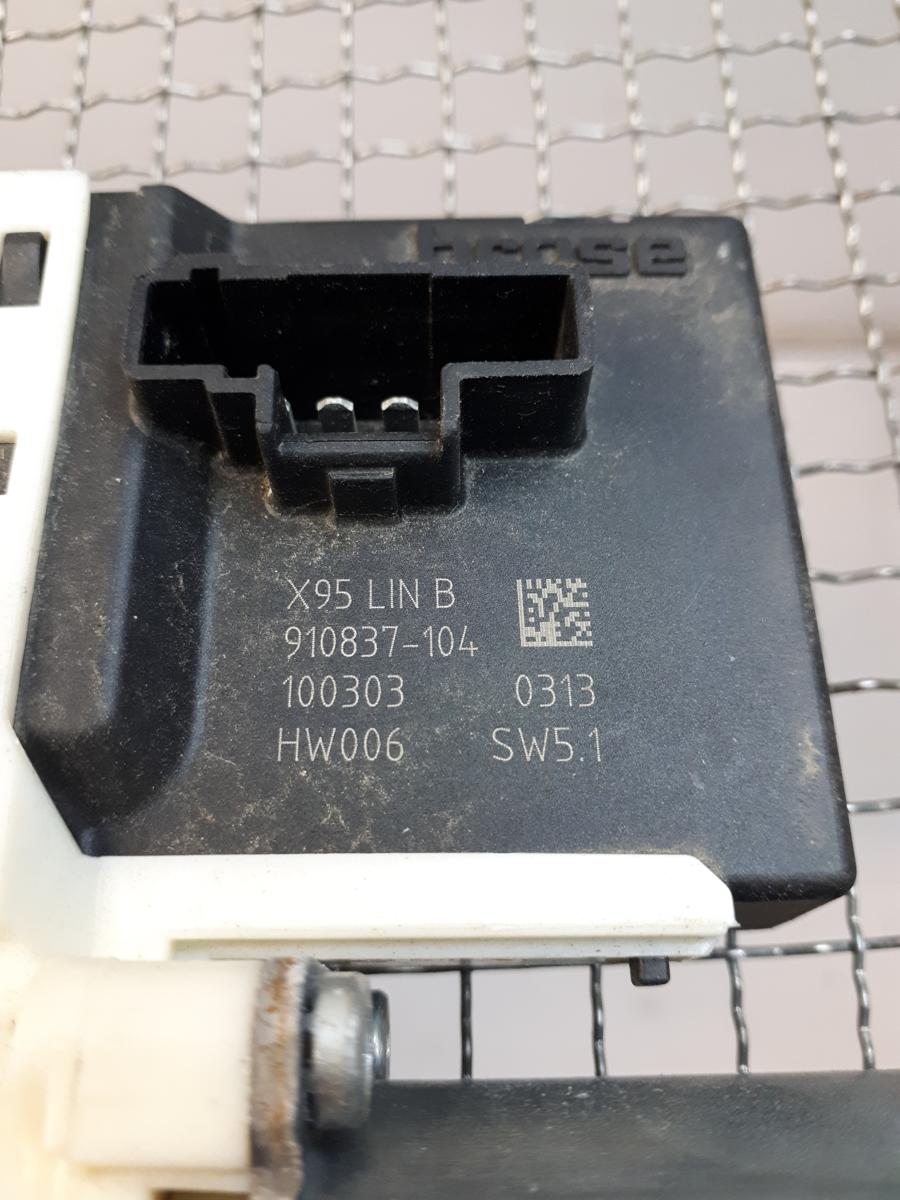 brose
X95 LIN B
910837-104
100303 0313
HW006 SW5.1